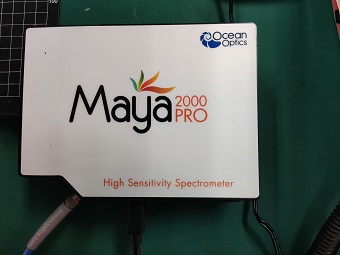 Ocean
Optics
Maya 2000
PRO
High Sensitivity Spectrometer